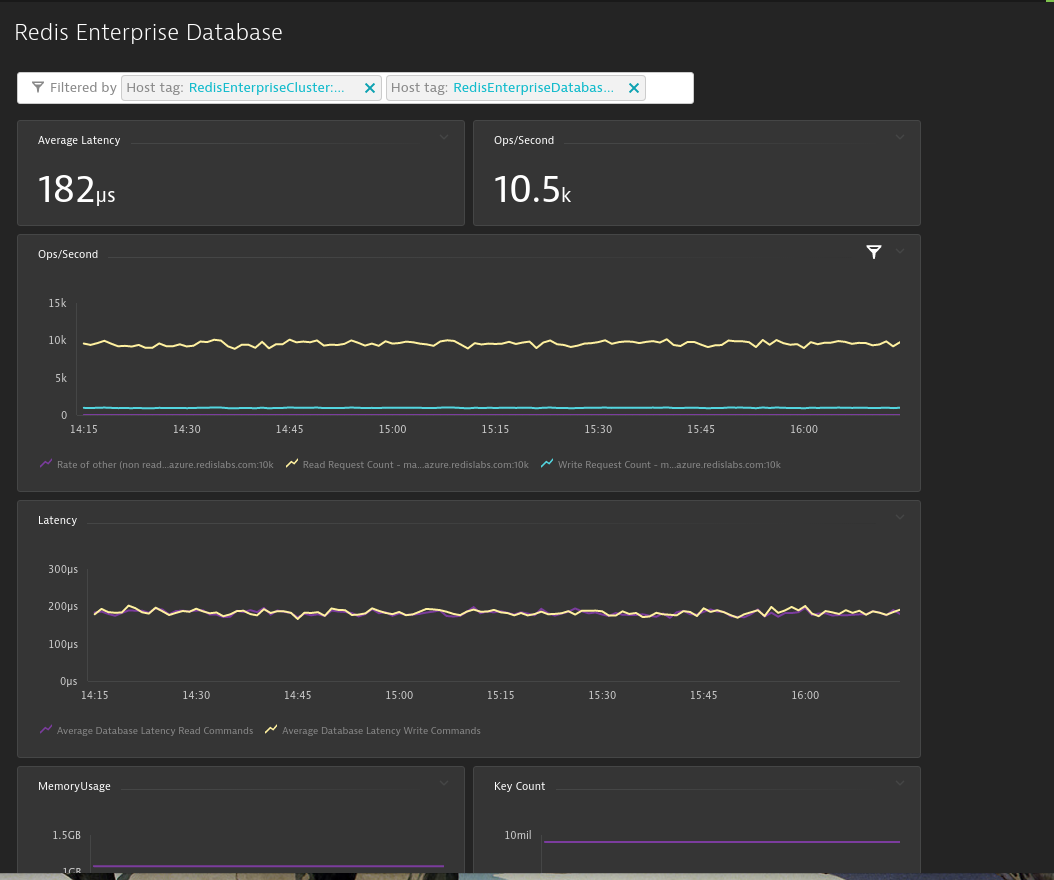 Redis Enterprise Database
Filtered by Host tag: RedisEnterpriseCluster:... Host tag: RedisEnterpriseDatabas...
Average Latency
182µs
Ops/Second
10.5k
Ops/Second
15k
10k
5k
0
14:15 14:30 14:45 15:00 15:15 15:30 15:45 16:00
Rate of other (non read...azure.redislabs.com:10k Read Request Count - ma...azure.redislabs.com:10k Write Request Count - m...azure.redislabs.com:10k
Latency
300µs
200µs
100µs
0µs
14:15 14:30 14:45 15:00 15:15 15:30 15:45 16:00
Average Database Latency Read Commands Average Database Latency Write Commands
MemoryUsage
1.5GB
1GB
Key Count
10mil